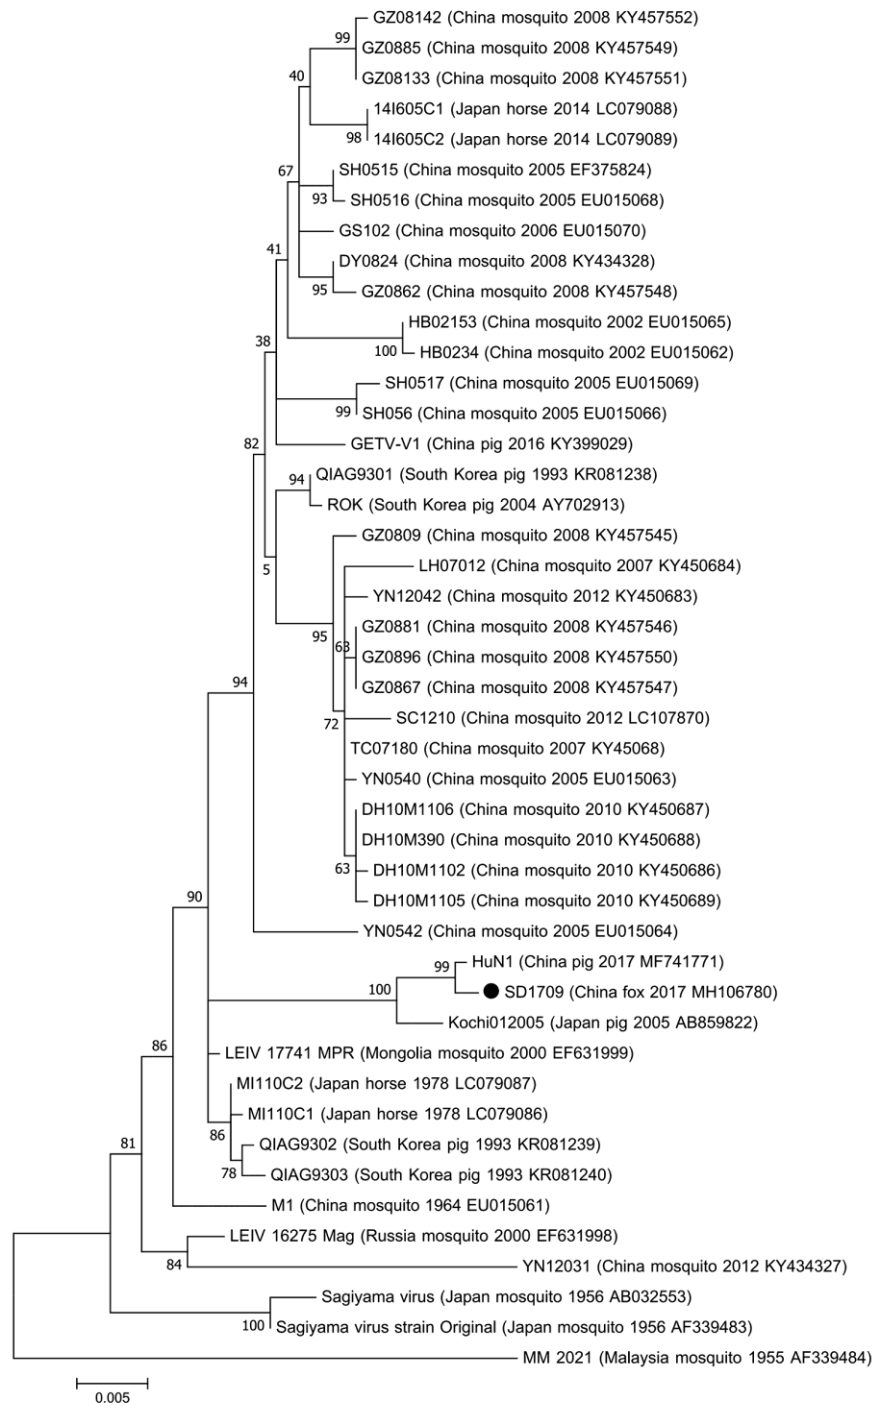 GZ08142 (China mosquito 2008 KY457552)
99
GZ0885 (China mosquito 2008 KY457549)
40
GZ08133 (China mosquito 2008 KY457551)
14I605C1 (Japan horse 2014 LC079088)
98
14I605C2 (Japan horse 2014 LC079089)
67
SH0515 (China mosquito 2005 EF375824)
93
SH0516 (China mosquito 2005 EU015068)
GS102 (China mosquito 2006 EU015070)
41
DY0824 (China mosquito 2008 KY434328)
95
GZ0862 (China mosquito 2008 KY457548)
HB02153 (China mosquito 2002 EU015065)
38
100
HB0234 (China mosquito 2002 EU015062)
SH0517 (China mosquito 2005 EU015069)
99
SH056 (China mosquito 2005 EU015066)
82
GETV-V1 (China pig 2016 KY399029)
94
QIAG9301 (South Korea pig 1993 KR081238)
ROK (South Korea pig 2004 AY702913)
GZ0809 (China mosquito 2008 KY457545)
5
LH07012 (China mosquito 2007 KY450684)
YN12042 (China mosquito 2012 KY450683)
95
GZ0881 (China mosquito 2008 KY457546)
63
GZ0896 (China mosquito 2008 KY457550)
94
GZ0867 (China mosquito 2008 KY457547)
72
SC1210 (China mosquito 2012 LC107870)
TC07180 (China mosquito 2007 KY45068)
YN0540 (China mosquito 2005 EU015063)
DH10M1106 (China mosquito 2010 KY450687)
DH10M390 (China mosquito 2010 KY450688)
63
DH10M1102 (China mosquito 2010 KY450686)
90
DH10M1105 (China mosquito 2010 KY450689)
YN0542 (China mosquito 2005 EU015064)
99
HuN1 (China pig 2017 MF741771)
100
SD1709 (China fox 2017 MH106780)
Kochi012005 (Japan pig 2005 AB859822)
86
LEIV 17741 MPR (Mongolia mosquito 2000 EF631999)
MI110C2 (Japan horse 1978 LC079087)
86
MI110C1 (Japan horse 1978 LC079086)
81
QIAG9302 (South Korea pig 1993 KR081239)
78
QIAG9303 (South Korea pig 1993 KR081240)
M1 (China mosquito 1964 EU015061)
LEIV 16275 Mag (Russia mosquito 2000 EF631998)
84
YN12031 (China mosquito 2012 KY434327)
Sagiyama virus (Japan mosquito 1956 AB032553)
100
Sagiyama virus strain Original (Japan mosquito 1956 AF339483)
MM 2021 (Malaysia mosquito 1955 AF339484)
0.005